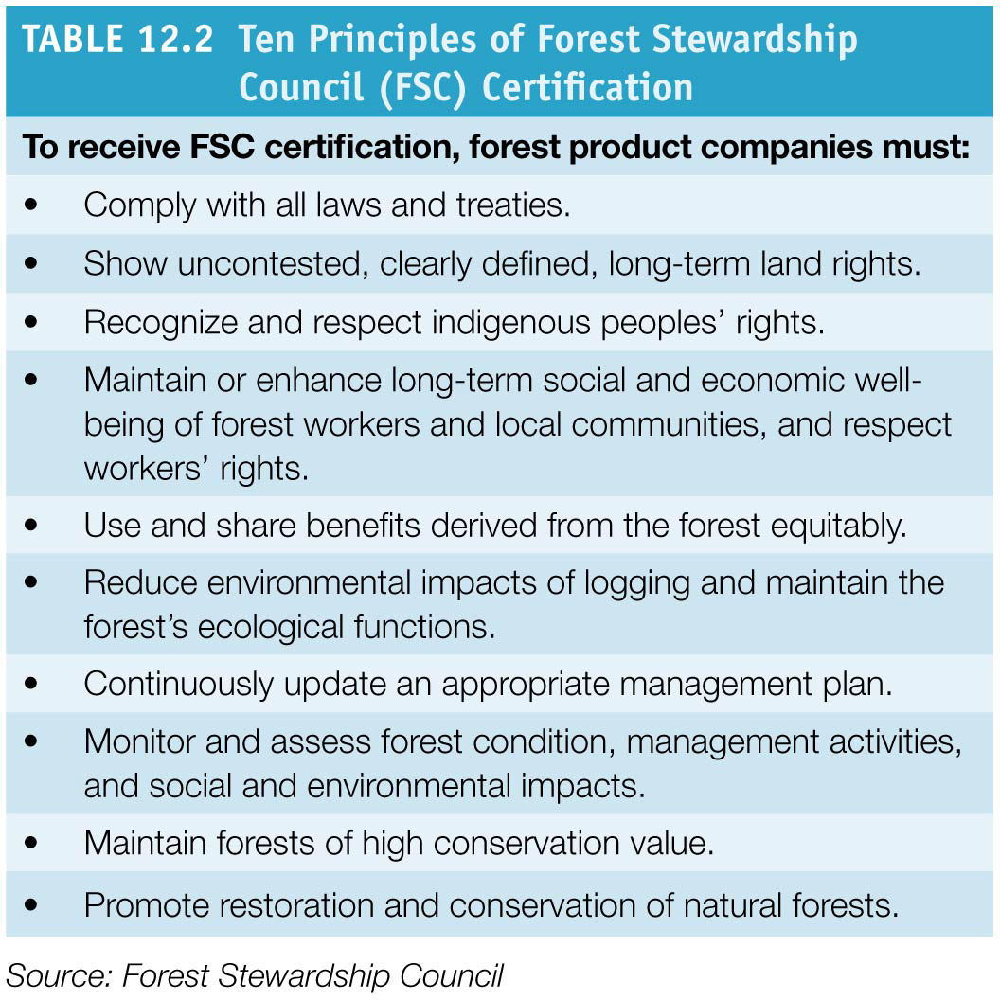 TABLE 12.2 Ten Principles of Forest Stewardship
Council (FSC) Certification
To receive FSC certification, forest product companies must:
• Comply with all laws and treaties.
• Show uncontested, clearly defined, long-term land rights.
• Recognize and respect indigenous peoples’ rights.
• Maintain or enhance long-term social and economic well-
being of forest workers and local communities, and respect
workers’ rights.
• Use and share benefits derived from the forest equitably.
• Reduce environmental impacts of logging and maintain the
forest’s ecological functions.
• Continuously update an appropriate management plan.
• Monitor and assess forest condition, management activities,
and social and environmental impacts.
• Maintain forests of high conservation value.
• Promote restoration and conservation of natural forests.
Source: Forest Stewardship Council